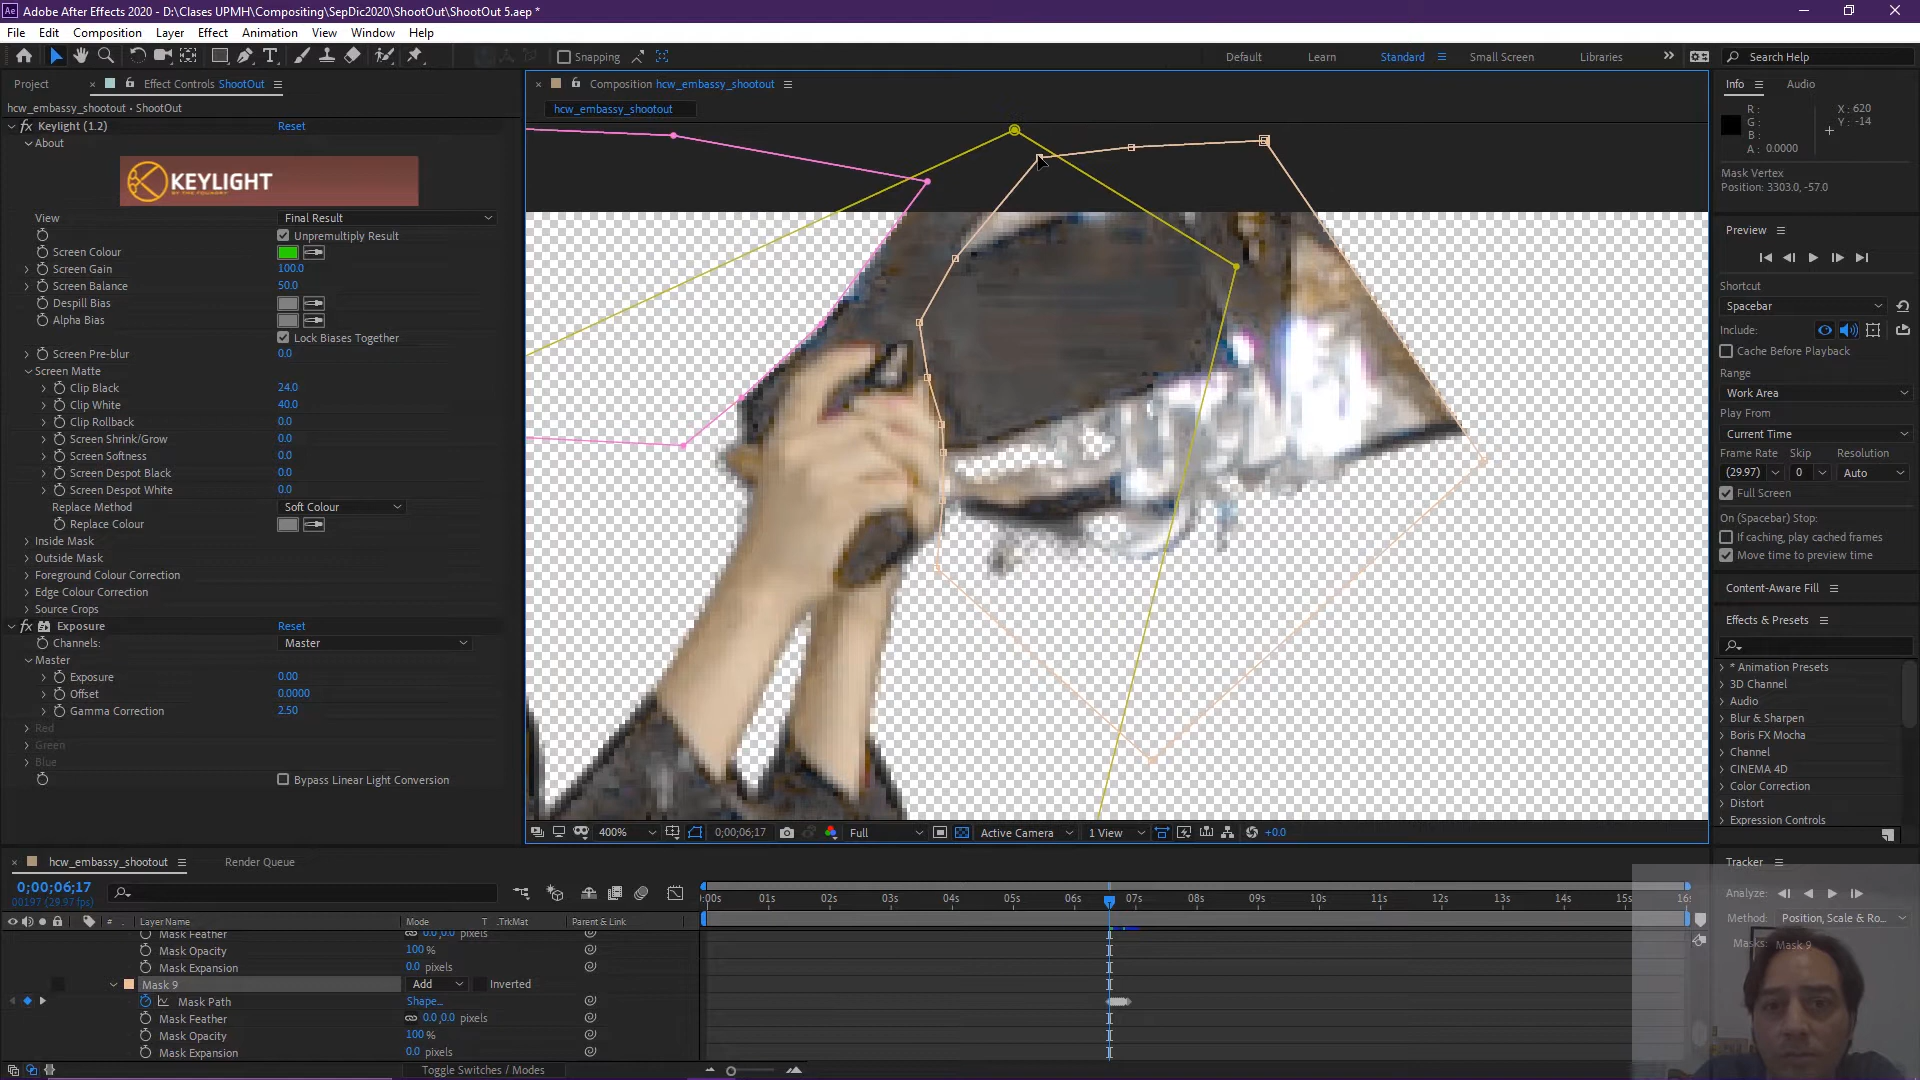 Adobe After Effects 2020 - D:\Clases UPMH\Compositing\SepDic2020\ShootOut\ShootOut 5.aep *
File Edit Composition Layer Effect Animation View Window Help
Snapping
Default Learn Standard Small Screen Libraries
Search Help
Project
Effect Controls ShootOut
hcw_embassy_shootout • ShootOut
fx Keylight (1.2) Reset
About
KEYLIGHT
View Final Result
Unpremultiply Result
Screen Colour
Screen Gain 100.0
Screen Balance 50.0
Despill Bias
Alpha Bias
Lock Biases Together
Screen Pre-blur 0.0
Screen Matte
Clip Black 24.0
Clip White 40.0
Clip Rollback 0.0
Screen Shrink/Grow 0.0
Screen Softness 0.0
Screen Despot Black 0.0
Screen Despot White 0.0
Replace Method Soft Colour
Replace Colour
Inside Mask
Outside Mask
Foreground Colour Correction
Edge Colour Correction
Source Crops
fx Exposure Reset
Channels: Master
Master
Exposure 0.00
Offset 0.0000
Gamma Correction 2.50
Red
Green
Blue
Bypass Linear Light Conversion
Composition hcw_embassy_shootout
hcw_embassy_shootout
400% 0;00;06;17 Full Active Camera 1 View +0.0
Info Audio
R :
G :
B :
A : 0.0000
X : 620
Y : -14
Mask Vertex
Position: 3303.0, -57.0
Preview
Shortcut
Spacebar
Include:
Cache Before Playback
Range
Work Area
Play From
Current Time
Frame Rate Skip Resolution
(29.97) 0 Auto
Full Screen
On (Spacebar) Stop:
If caching, play cached frames
Move time to preview time
Content-Aware Fill
Effects & Presets
* Animation Presets
3D Channel
Audio
Blur & Sharpen
Boris FX Mocha
Channel
CINEMA 4D
Color Correction
Distort
Expression Controls
Tracker
Analyze:
Method: Position, Scale & Ro...
Masks: Mask 9
hcw_embassy_shootout Render Queue
0;00;06;17
00197 (29.97 fps)
# Layer Name Mode T .TrkMat Parent & Link
:00s 01s 02s 03s 04s 05s 06s 07s 08s 09s 10s 11s 12s 13s 14s 15s 16s
Mask Feather 0.0,0.0 pixels
Mask Opacity 100 %
Mask Expansion 0.0 pixels
Mask 9 Add Inverted
Mask Path Shape...
Mask Feather 0.0,0.0 pixels
Mask Opacity 100 %
Mask Expansion 0.0 pixels
Toggle Switches / Modes